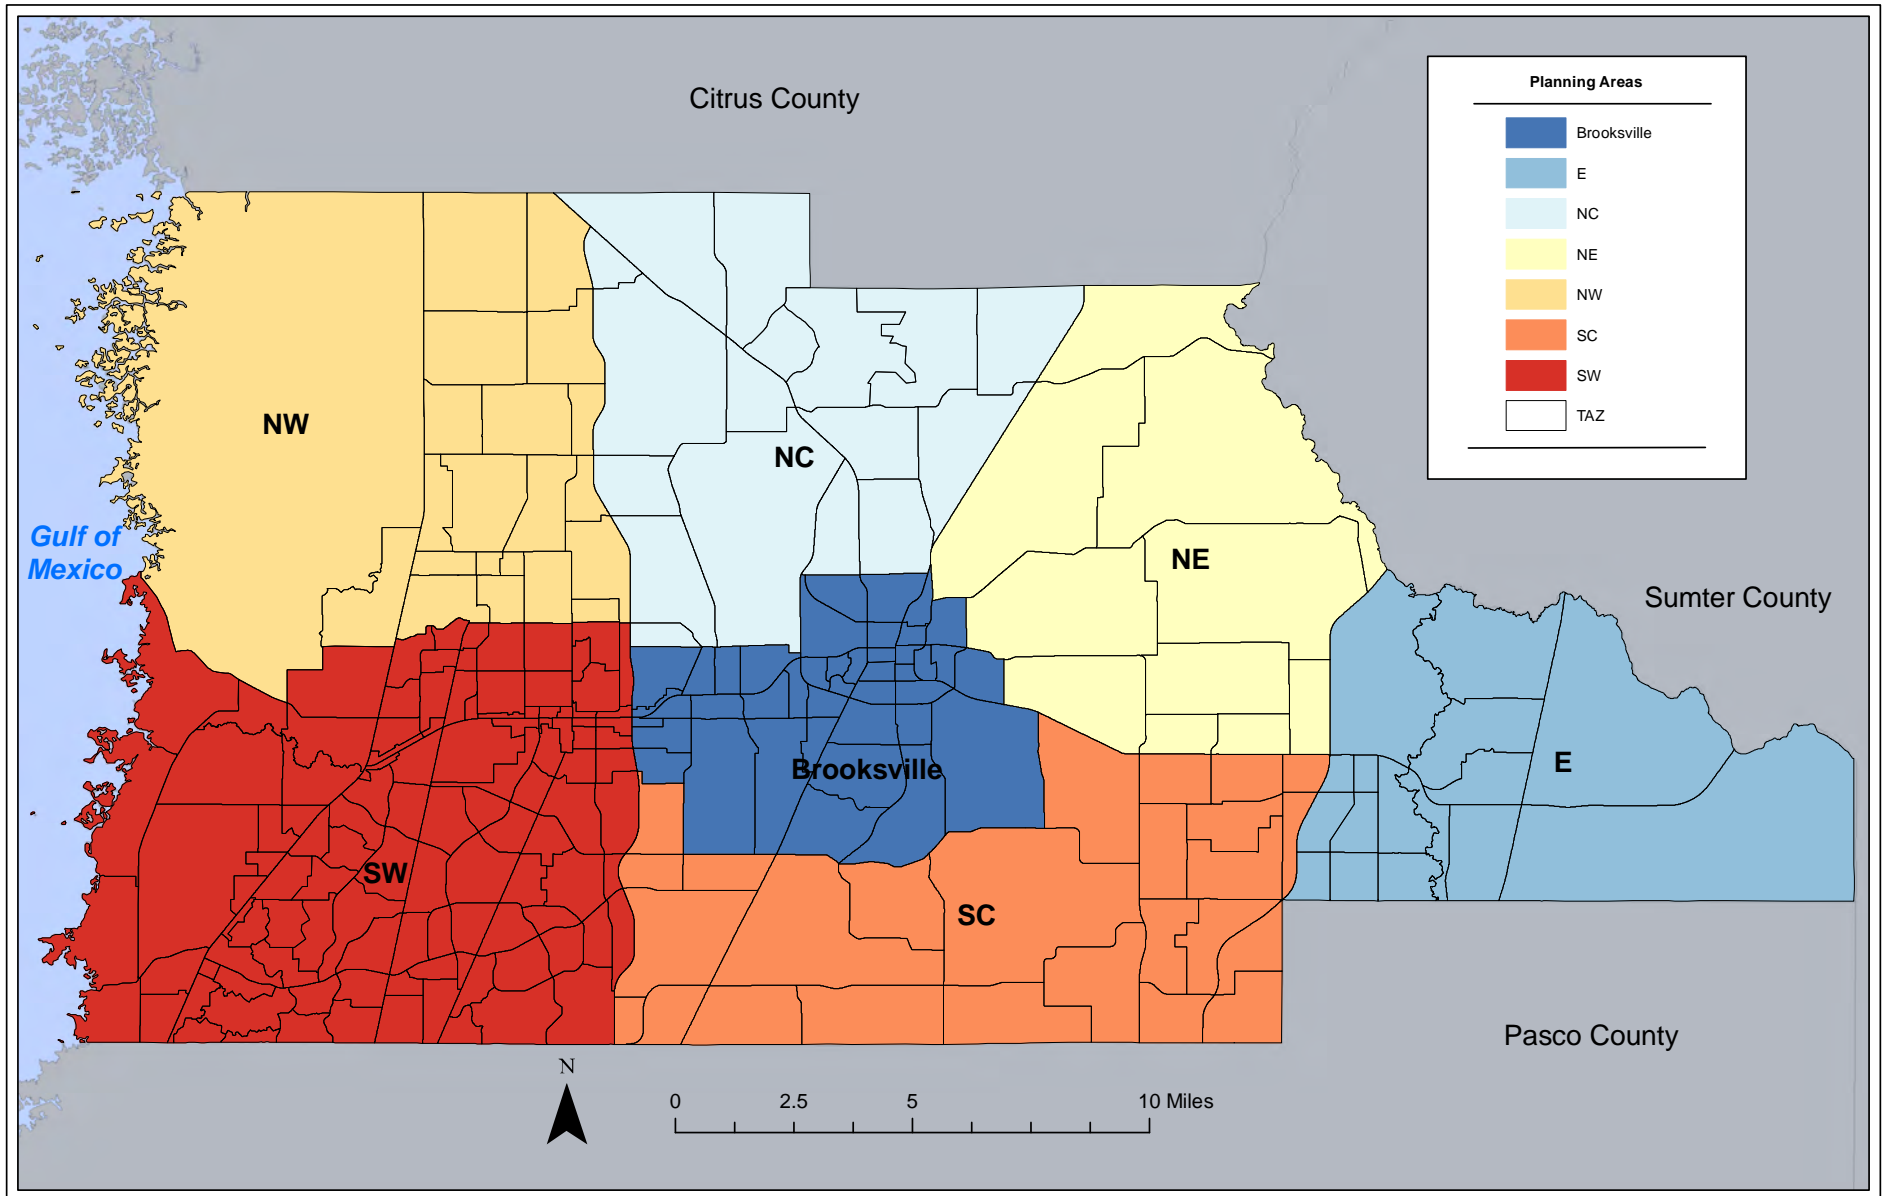 Citrus County
Planning Areas
Brooksville
E
NC
NE
NW
SC
SW
TAZ
NW
NC
Gulf of
Mexico
NE
Sumter County
E
Brooksville
SW
SC
Pasco County
N
0 2.5 5 10 Miles